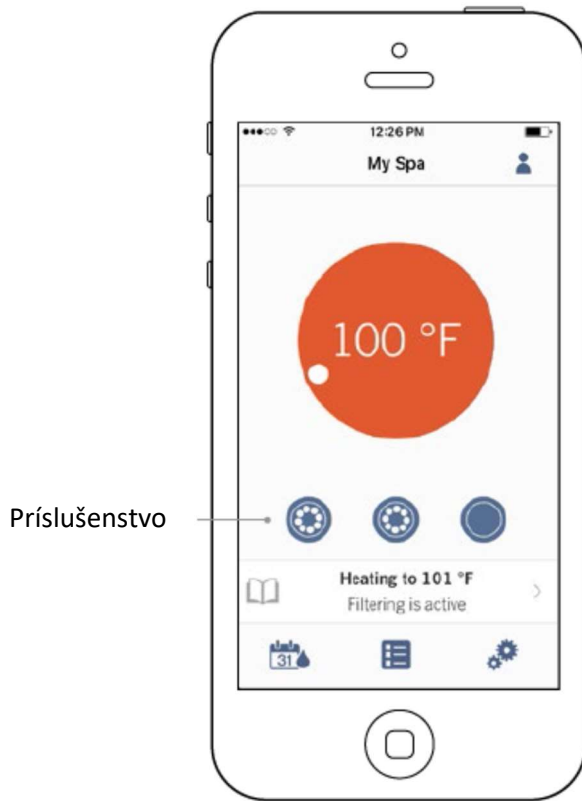 12:26 PM
My Spa
100 °F
Príslušenstvo
Heating to 101 °F
Filtering is active
31